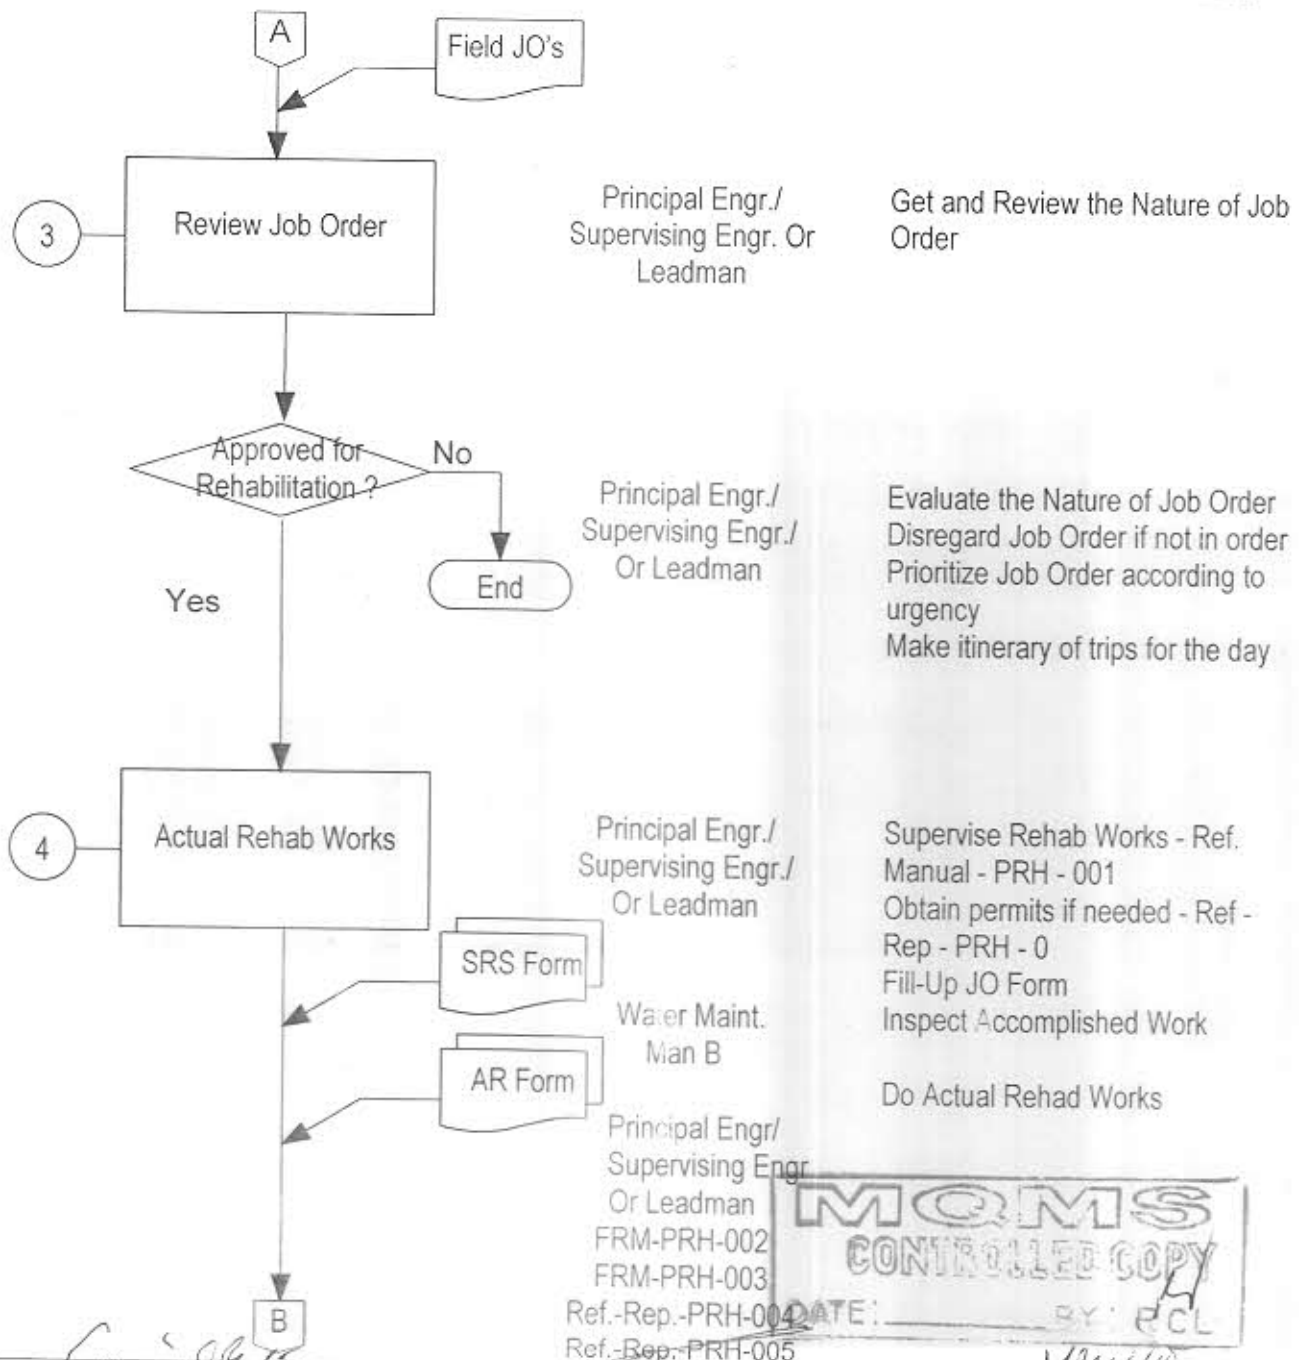 A
Field JO's
3
Review Job Order
Principal Engr./
Supervising Engr. Or
Leadman
Get and Review the Nature of Job
Order
Approved for
Rehabilitation ?
No
End
Yes
Principal Engr./
Supervising Engr./
Or Leadman
Evaluate the Nature of Job Order
Disregard Job Order if not in order
Prioritize Job Order according to
urgency
Make itinerary of trips for the day
4
Actual Rehab Works
Principal Engr./
Supervising Engr./
Or Leadman
Supervise Rehab Works - Ref.
Manual - PRH - 001
Obtain permits if needed - Ref -
Rep - PRH - 0
Fill-Up JO Form
Inspect Accomplished Work
SRS Form
Water Maint.
Man B
Do Actual Rehad Works
AR Form
Principal Engr/
Supervising Engr
Or Leadman
FRM-PRH-002
FRM-PRH-003
Ref.-Rep.-PRH-004
Ref.-Rep.-PRH-005
MQMS
CONTROLLED COPY
DATE: BY: RCL
B